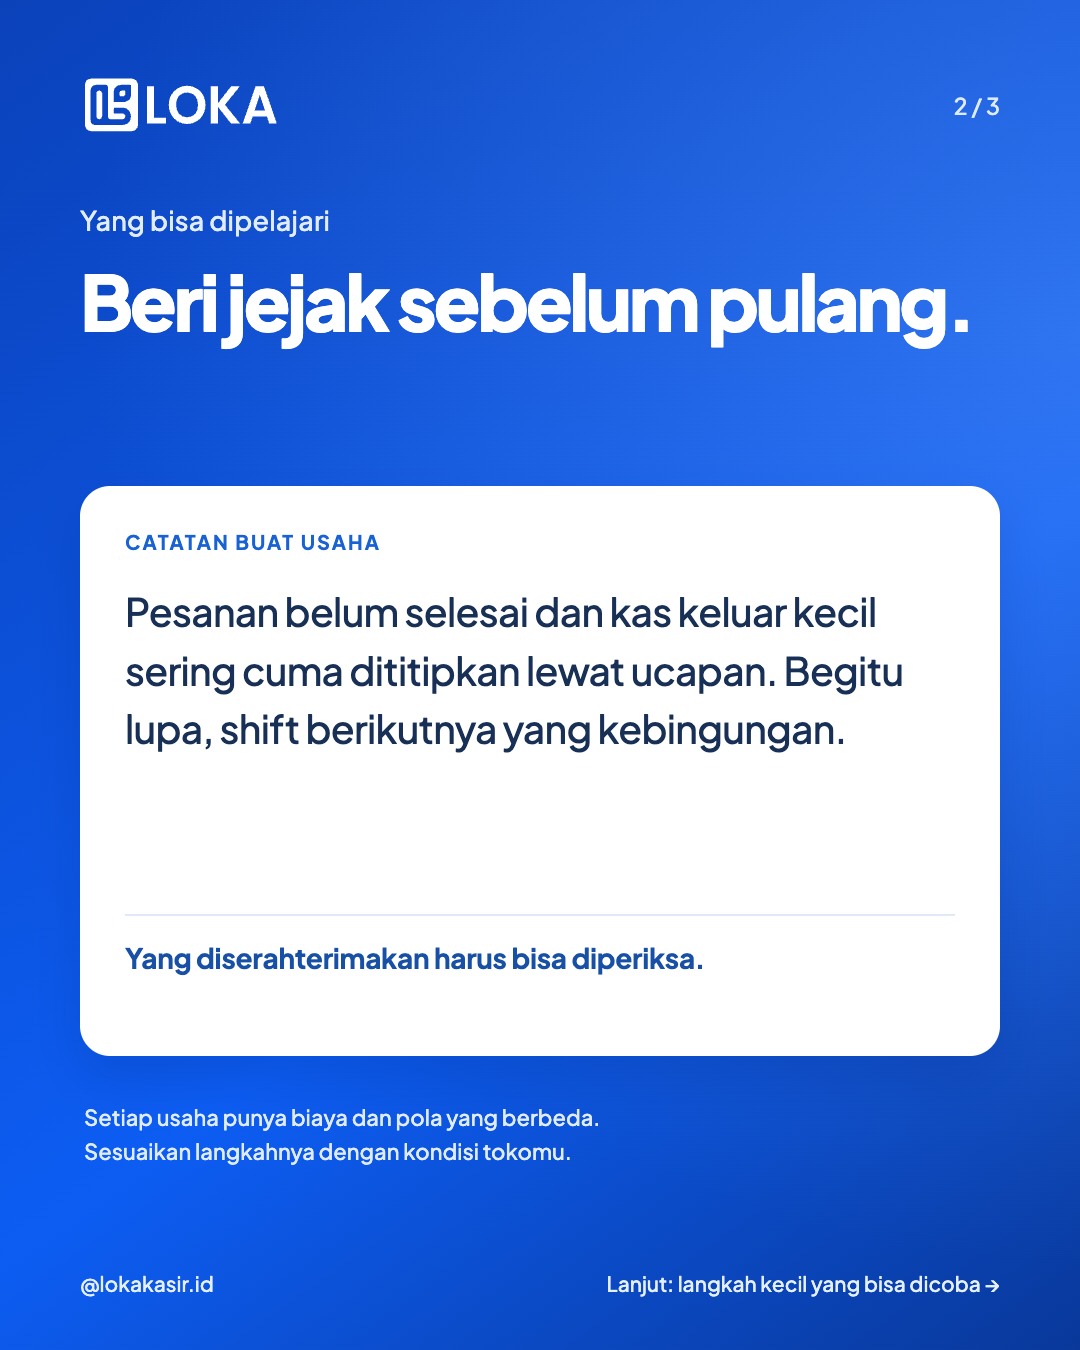 LOKA
2 / 3
Yang bisa dipelajari
Beri jejak sebelum pulang.
CATATAN BUAT USAHA
Pesanan belum selesai dan kas keluar kecil
sering cuma dititipkan lewat ucapan. Begitu
lupa, shift berikutnya yang kebingungan.
Yang diserahterimakan harus bisa diperiksa.
Setiap usaha punya biaya dan pola yang berbeda.
Sesuaikan langkahnya dengan kondisi tokomu.
@lokakasir.id
Lanjut: langkah kecil yang bisa dicoba →